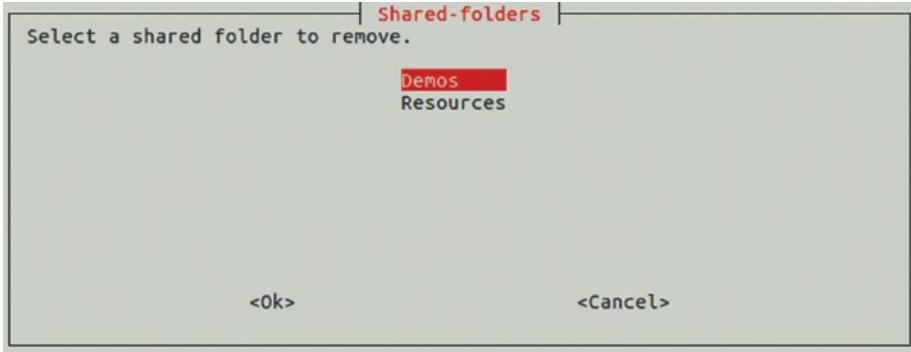 Shared-folders
Select a shared folder to remove.
Demos
Resources
<Ok> <Cancel>